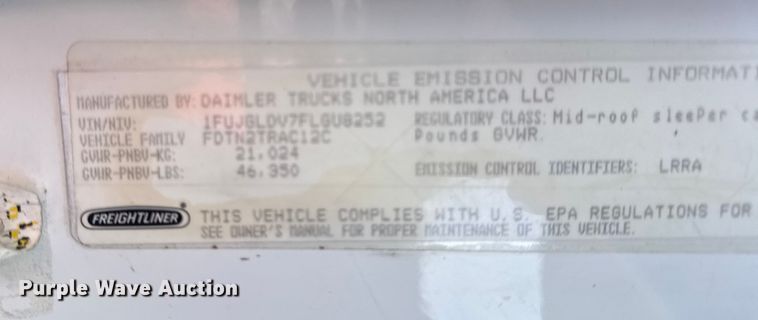 VEHICLE EMISSION CONTROL INFORMATI
MANUFACTURED BY: DAIMLER TRUCKS NORTH AMERICA LLC
VIN/NIV: 1FUJGLDV7FLGU8252 REGULATORY CLASS: Mid-roof sleeper ca
VEHICLE FAMILY FDTN2TRAC12C Pounds GVWR.
GVWR-PNBV-KG: 21,024
GVWR-PNBV-LBS: 46,350 EMISSION CONTROL IDENTIFIERS: LRRA
FREIGHTLINER THIS VEHICLE COMPLIES WITH U.S. EPA REGULATIONS FOR
SEE OWNER'S MANUAL FOR PROPER MAINTENANCE OF THIS VEHICLE.
Purple Wave Auction